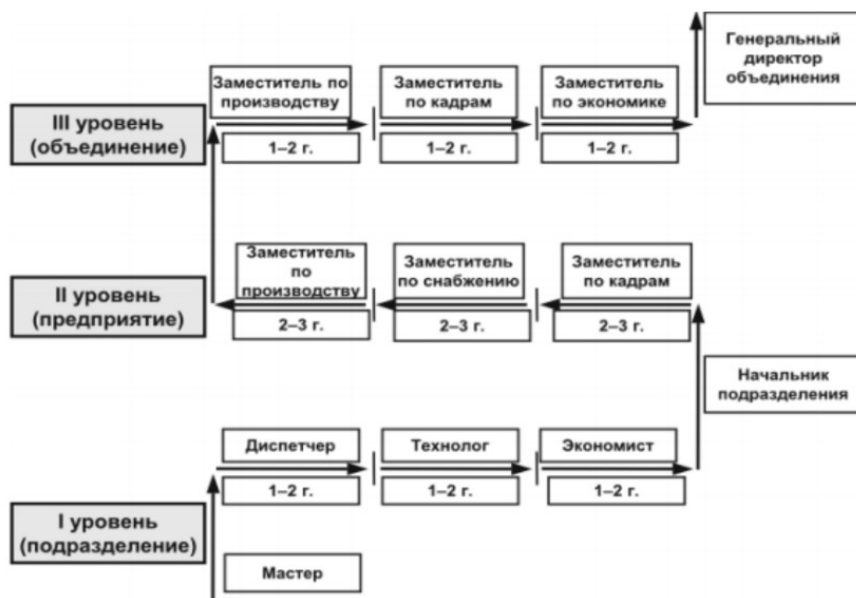 Генеральный
директор
объединения
Заместитель по
производству
Заместитель
по кадрам
Заместитель
по экономике
III уровень
(объединение)
1–2 г.
1–2 г.
1–2 г.
Заместитель
по
производству
Заместитель
по снабжению
Заместитель
по кадрам
II уровень
(предприятие)
2–3 г.
2–3 г.
2–3 г.
Начальник
подразделения
Диспетчер
Технолог
Экономист
1–2 г.
1–2 г.
1–2 г.
I уровень
(подразделение)
Мастер